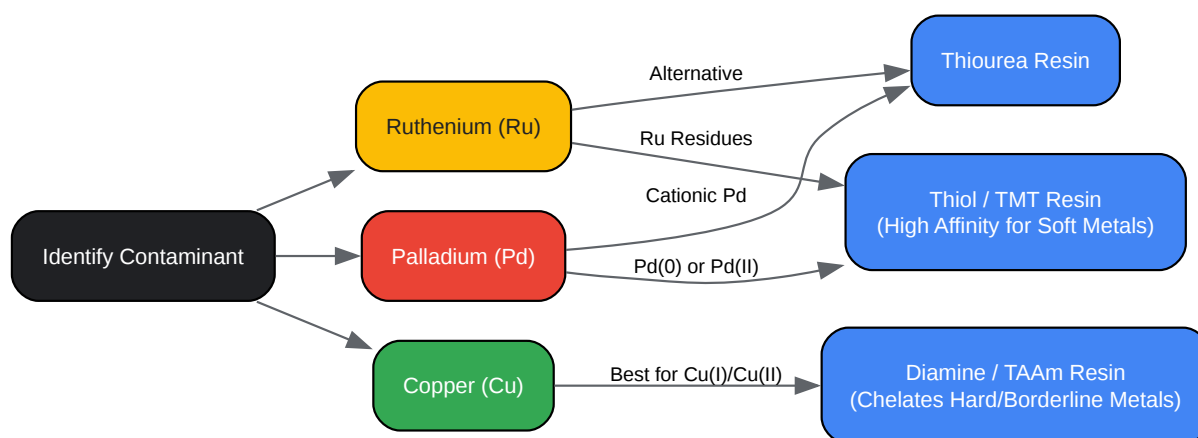 Thiourea Resin
Alternative
Ruthenium (Ru)
Ru Residues
Cationic Pd
Thiol / TMT Resin
(High Affinity for Soft Metals)
Identify Contaminant
Palladium (Pd)
Pd(0) or Pd(II)
Copper (Cu)
Best for Cu(I)/Cu(II)
Diamine / TAAm Resin
(Chelates Hard/Borderline Metals)